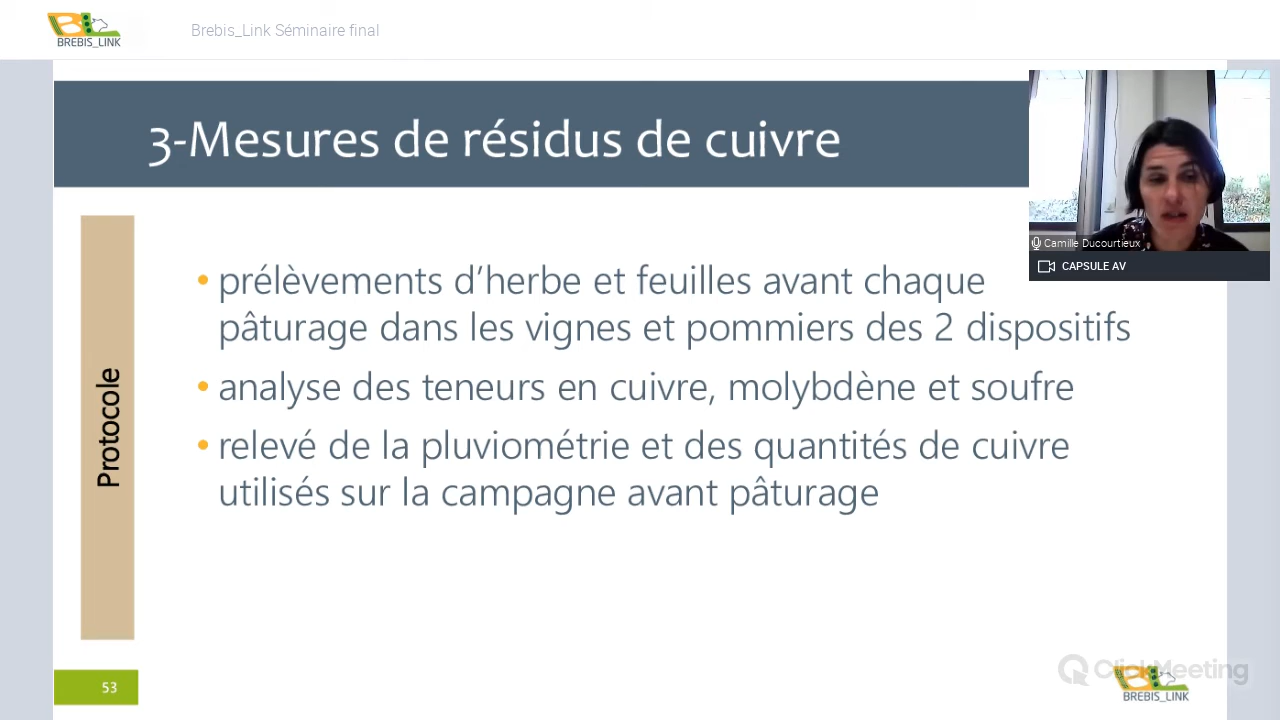 BREBIS_LINK
Brebis_Link Séminaire final
3-Mesures de résidus de cuivre
Camille Ducourtieux
CAPSULE AV
Protocole
• prélèvements d’herbe et feuilles avant chaque
pâturage dans les vignes et pommiers des 2 dispositifs
• analyse des teneurs en cuivre, molybdène et soufre
• relevé de la pluviométrie et des quantités de cuivre
utilisés sur la campagne avant pâturage
53
ClickMeeting
BREBIS_LINK